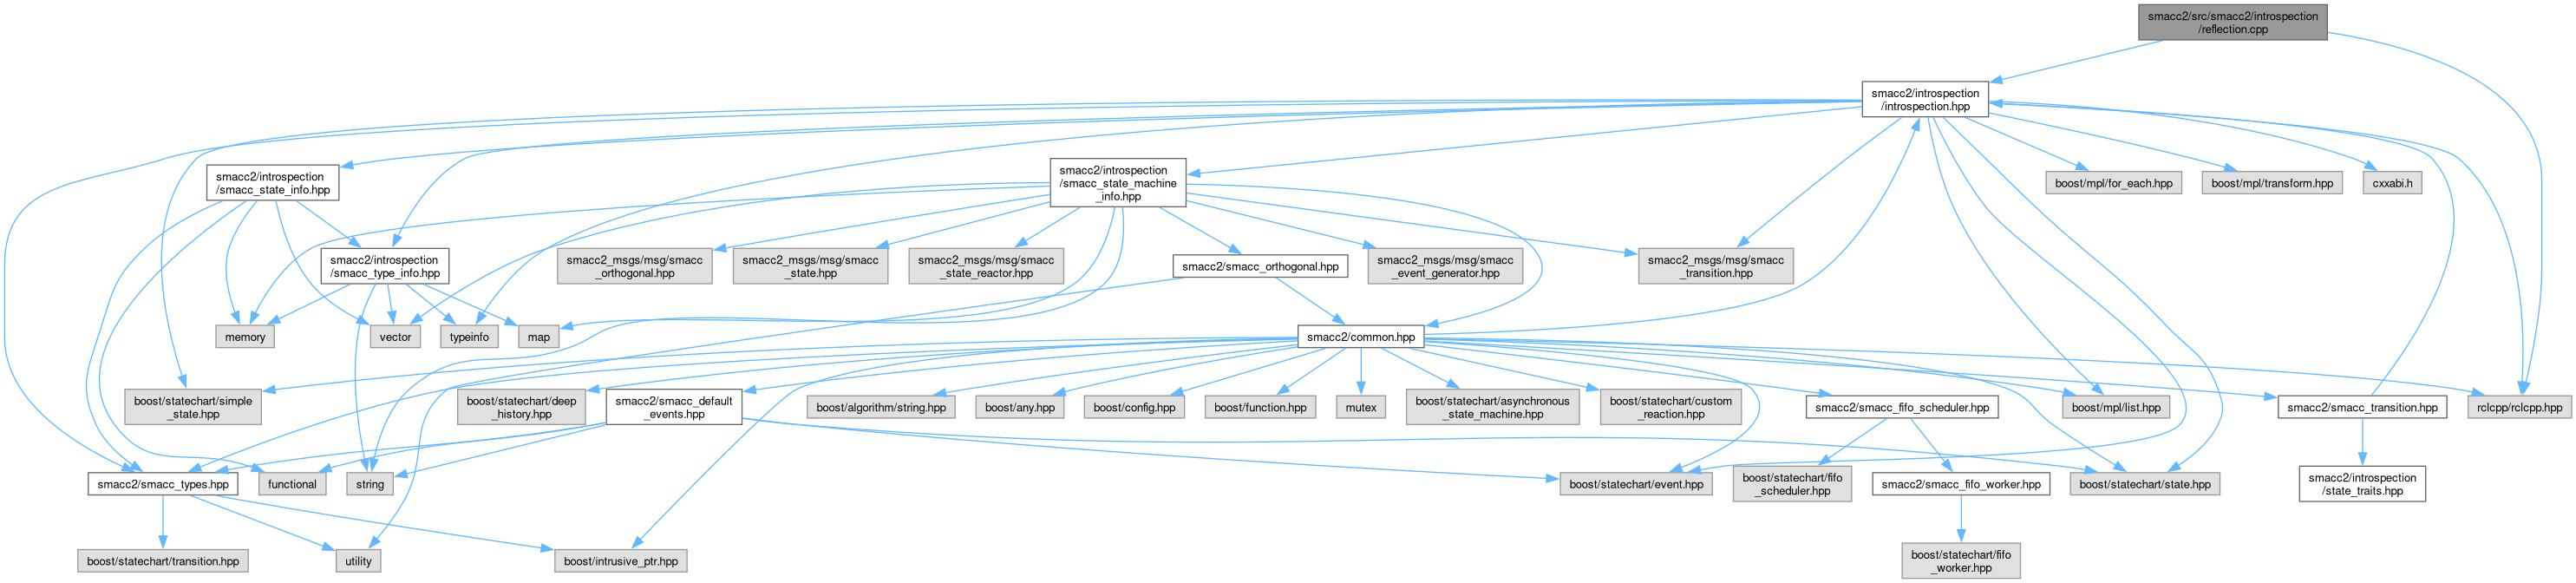 smacc2/src/smacc2/introspection
/reflection.cpp
smacc2/introspection
/introspection.hpp
smacc2/introspection
/smacc_state_info.hpp
smacc2/introspection
/smacc_state_machine
_info.hpp
boost/mpl/for_each.hpp
boost/mpl/transform.hpp
cxxabi.h
smacc2/introspection
/smacc_type_info.hpp
smacc2_msgs/msg/smacc
_orthogonal.hpp
smacc2_msgs/msg/smacc
_state.hpp
smacc2_msgs/msg/smacc
_state_reactor.hpp
smacc2/smacc_orthogonal.hpp
smacc2_msgs/msg/smacc
_event_generator.hpp
smacc2_msgs/msg/smacc
_transition.hpp
memory
vector
typeinfo
map
smacc2/common.hpp
boost/statechart/simple
_state.hpp
boost/statechart/deep
_history.hpp
smacc2/smacc_default
_events.hpp
boost/algorithm/string.hpp
boost/any.hpp
boost/config.hpp
boost/function.hpp
mutex
boost/statechart/asynchronous
_state_machine.hpp
boost/statechart/custom
_reaction.hpp
smacc2/smacc_fifo_scheduler.hpp
boost/mpl/list.hpp
smacc2/smacc_transition.hpp
rclcpp/rclcpp.hpp
smacc2/smacc_types.hpp
functional
string
boost/statechart/event.hpp
boost/statechart/fifo
_scheduler.hpp
smacc2/smacc_fifo_worker.hpp
boost/statechart/state.hpp
smacc2/introspection
/state_traits.hpp
boost/statechart/transition.hpp
utility
boost/intrusive_ptr.hpp
boost/statechart/fifo
_worker.hpp